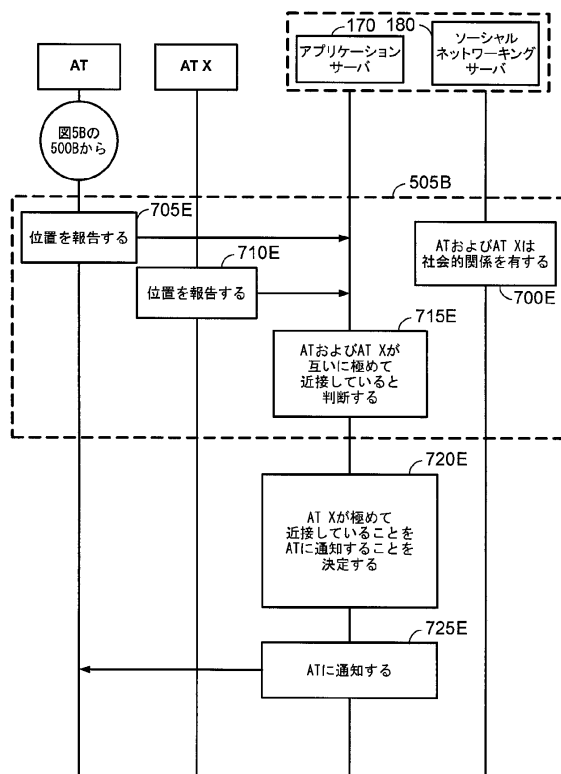 170
180
AT
AT X
アプリケーション
サーバ
ソーシャル
ネットワーキング
サーバ
図5Bの
500Bから
505B
705E
位置を報告する
710E
位置を報告する
ATおよびAT Xは
社会的関係を有する
700E
715E
ATおよびAT Xが
互いに極めて
近接していると
判断する
720E
AT Xが極めて
近接していることを
ATに通知することを
決定する
725E
ATに通知する